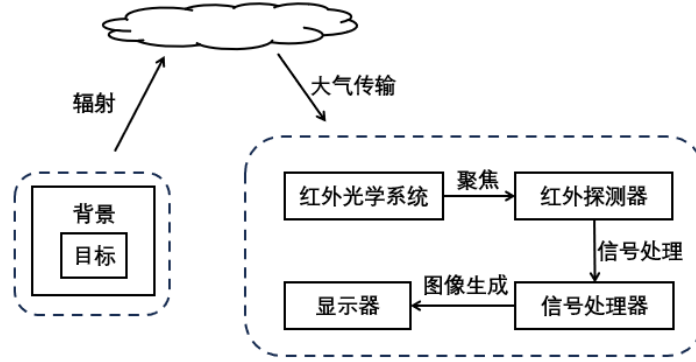 辐射
大气传输
背景
目标
红外光学系统
聚焦
红外探测器
信号处理
显示器
图像生成
信号处理器